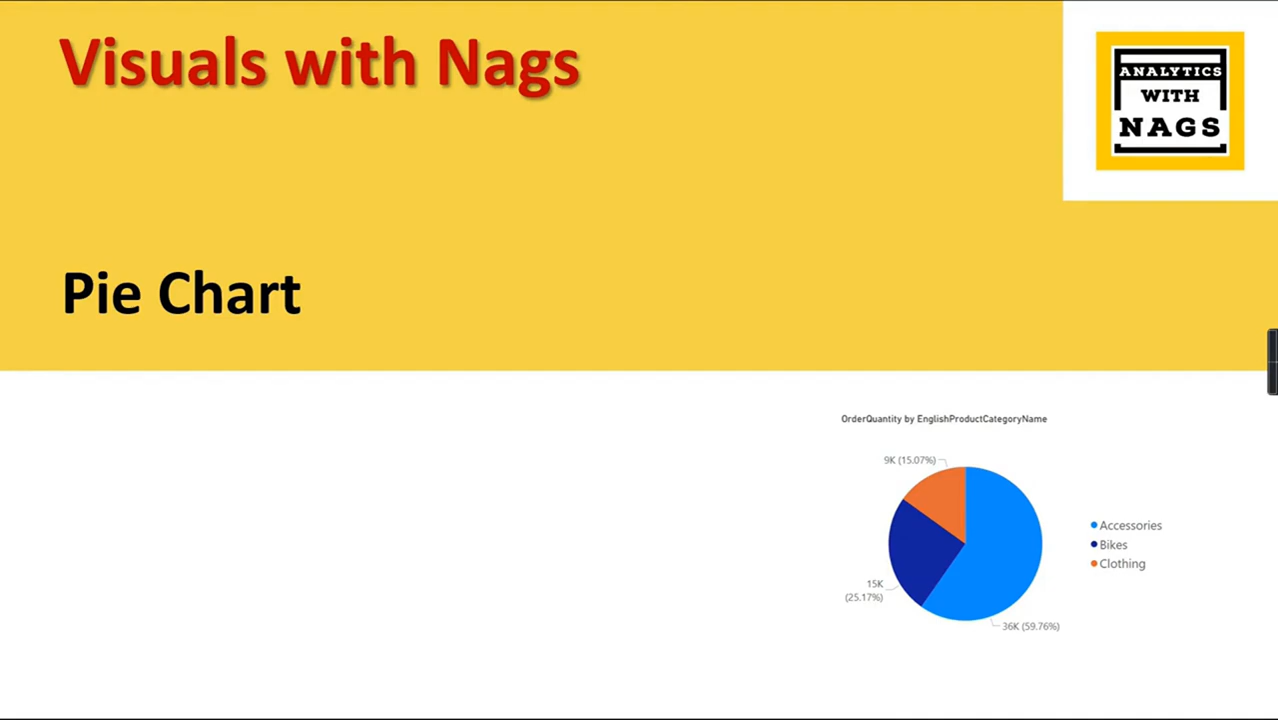 Visuals with Nags
ANALYTICS
WITH
NAGS
Pie Chart
OrderQuantity by EnglishProductCategoryName
9K (15.07%)
Accessories
Bikes
Clothing
15K
(25.17%)
36K (59.76%)